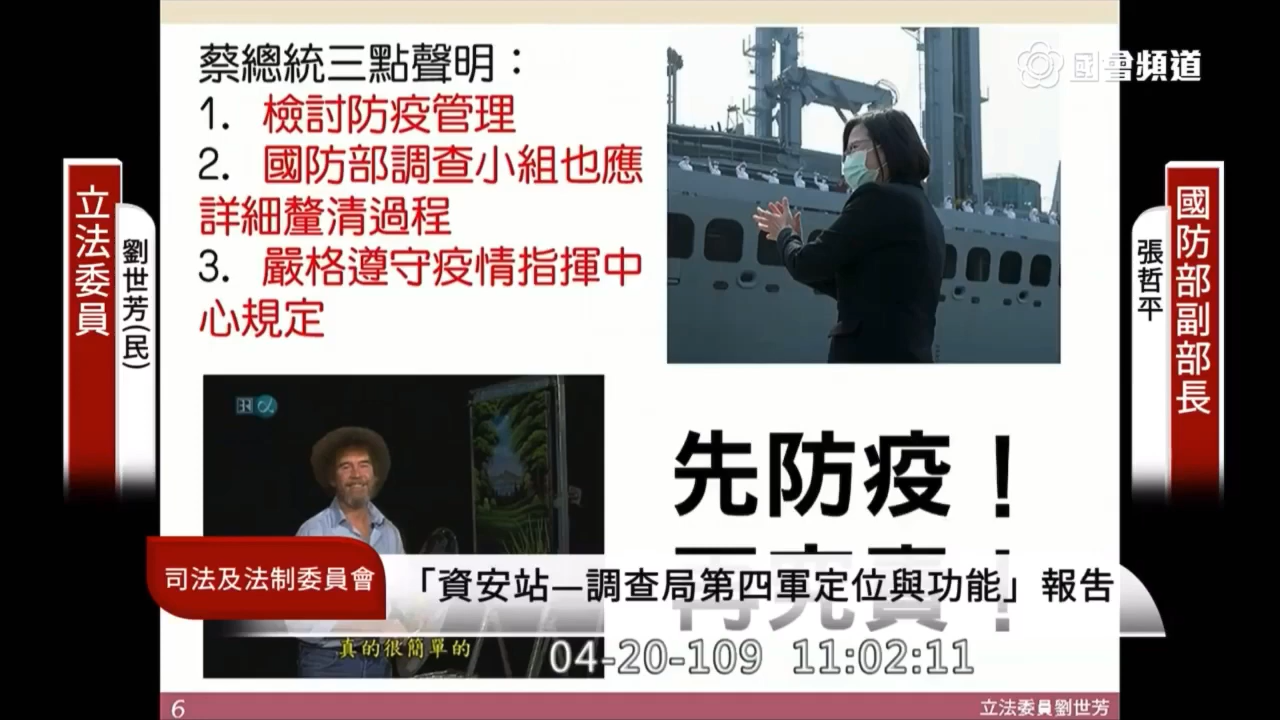 蔡總統三點聲明：
1. 檢討防疫管理
2. 國防部調查小組也應
詳細釐清過程
3. 嚴格遵守疫情指揮中
心規定
國會頻道
立法委員
劉世芳(民)
國防部副部長
張哲平
先防疫！
司法及法制委員會
「資安站—調查局第四軍定位與功能」報告
真的很簡單的
04-20-109 11:02:11
6
立法委員劉世芳